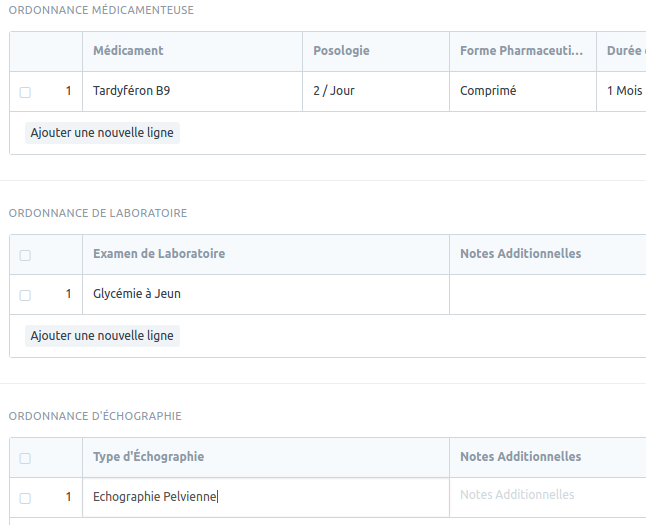 ORDONNANCE MÉDICAMENTEUSE
Médicament Posologie Forme Pharmaceuti... Durée
1 Tardyféron B9 2 / Jour Comprimé 1 Mois
Ajouter une nouvelle ligne
ORDONNANCE DE LABORATOIRE
Examen de Laboratoire Notes Additionnelles
1 Glycémie à Jeun
Ajouter une nouvelle ligne
ORDONNANCE D'ÉCHOGRAPHIE
Type d'Échographie Notes Additionnelles
1 Echographie Pelvienne Notes Additionnelles